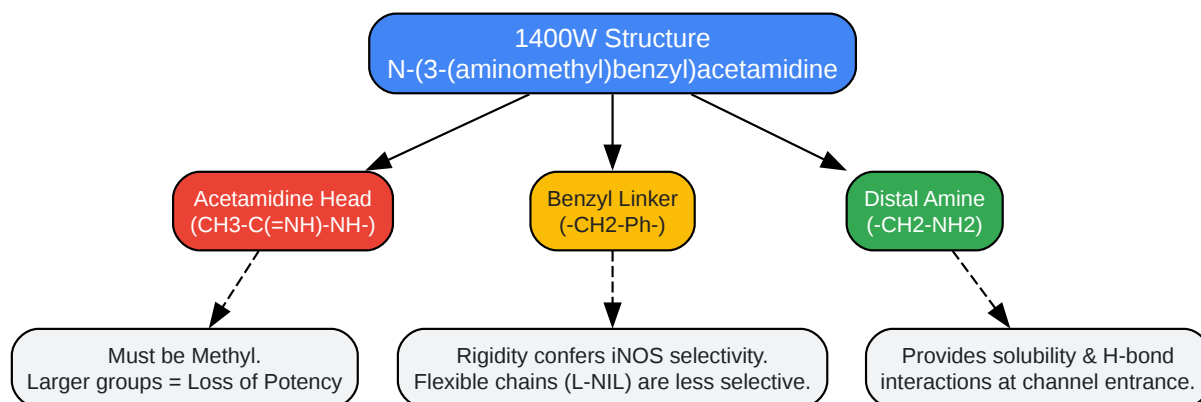 1400W Structure
N-(3-(aminomethyl)benzyl)acetamidine
Acetamidine Head
(CH3-C(=NH)-NH-)
Benzyl Linker
(-CH2-Ph-)
Distal Amine
(-CH2-NH2)
Must be Methyl.
Larger groups = Loss of Potency
Rigidity confers iNOS selectivity.
Flexible chains (L-NIL) are less selective.
Provides solubility & H-bond
interactions at channel entrance.